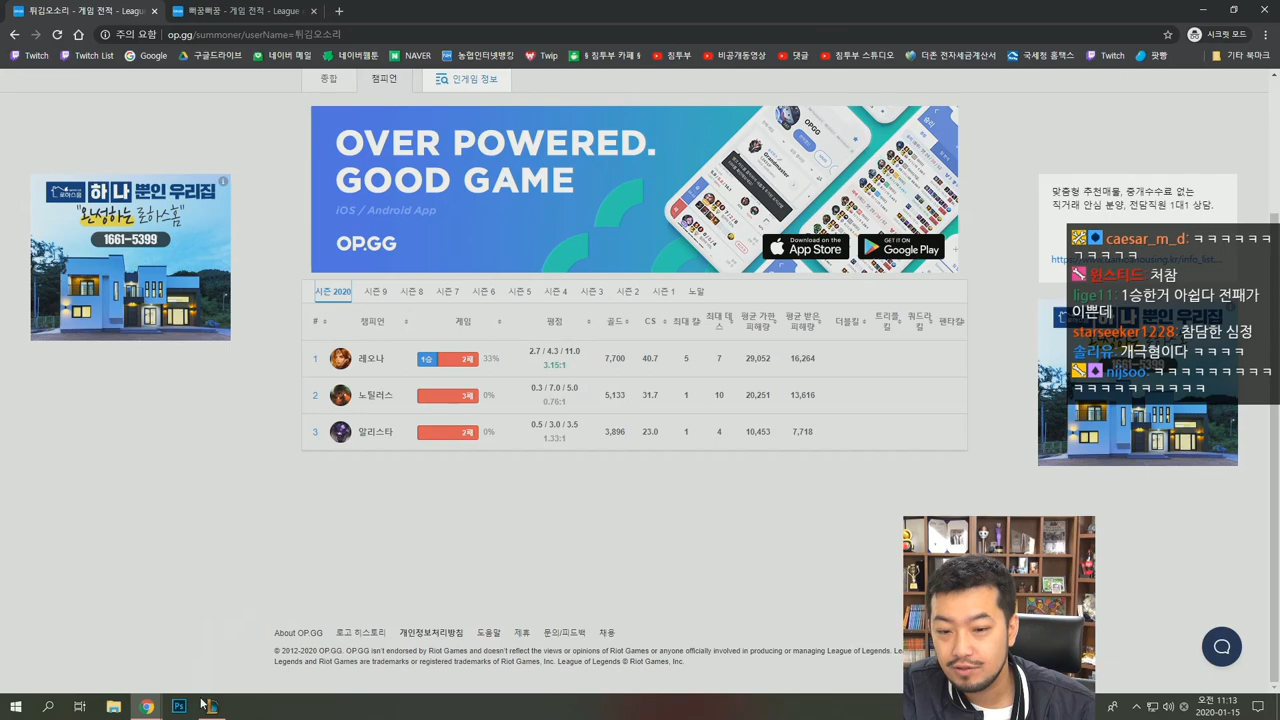 튀김오소리 - 게임 전적 - League
뻐꿈뻐꿈 - 게임 전적 - League o
주의 요함
op.gg/summoner/userName=튀김오소리
시크릿 모드
Twitch
Twitch List
Google
구글드라이브
네이버 메일
네이버웹툰
NAVER
농협인터넷뱅킹
Twip
§ 침투부 카페 §
침투부
비공개동영상
댓글
침투부 스튜디오
더존 전자세금계산서
국세청 홈택스
Twitch
팟빵
기타 북마크
종합
챔피언
인게임 정보
OVER POWERED.
GOOD GAME
iOS / Android App
OP.GG
Download on the
App Store
GET IT ON
Google Play
로하스홈
하나 뿐인 우리집
"완성하는 로하스홈"
1661-5399
맞춤형 추천매물, 중개수수료 없는
직거래 안심 분양, 전담직원 1대1 상담.
caesar_m_d: ㅋㅋㅋㅋㅋㅋ
ㅋㅋㅋㅋㅋ
원스티드: 처참
lige11: 1승한거 아쉽다 전패가
이쁜데
starseeker1228: 참담한 심정
솔리유: 개극혐이다 ㅋㅋㅋㅋ
nijsoo: ㅋㅋㅋㅋㅋㅋㅋㅋㅋ
ㅋㅋㅋㅋㅋㅋㅋㅋㅋㅋ
시즌 2020
시즌 9
시즌 8
시즌 7
시즌 6
시즌 5
시즌 4
시즌 3
시즌 2
시즌 1
노말
# 챔피언 게임 평점 골드 CS 최대 킬 최대 데스 평균 가한 피해량 평균 받은 피해량 더블킬 트리플 킬 쿼드라 킬 펜타킬
1 레오나 1승 2패 33% 2.7 / 4.3 / 11.0 7,700 40.7 5 7 29,052 16,264
3.15:1
2 노틸러스 3패 0% 0.3 / 7.0 / 5.0 5,133 31.7 1 10 20,251 13,616
0.76:1
3 알리스타 2패 0% 0.5 / 3.0 / 3.5 3,896 23.0 1 4 10,453 7,718
1.33:1
About OP.GG
로고 히스토리
개인정보처리방침
도움말
제휴
문의/피드백
채용
© 2012-2020 OP.GG. OP.GG isn't endorsed by Riot Games and doesn't reflect the views or opinions of Riot Games or anyone officially involved in producing or managing League of Legends.
Legends and Riot Games are trademarks or registered trademarks of Riot Games, Inc. League of Legends © Riot Games, Inc.
오전 11:13
2020-01-15